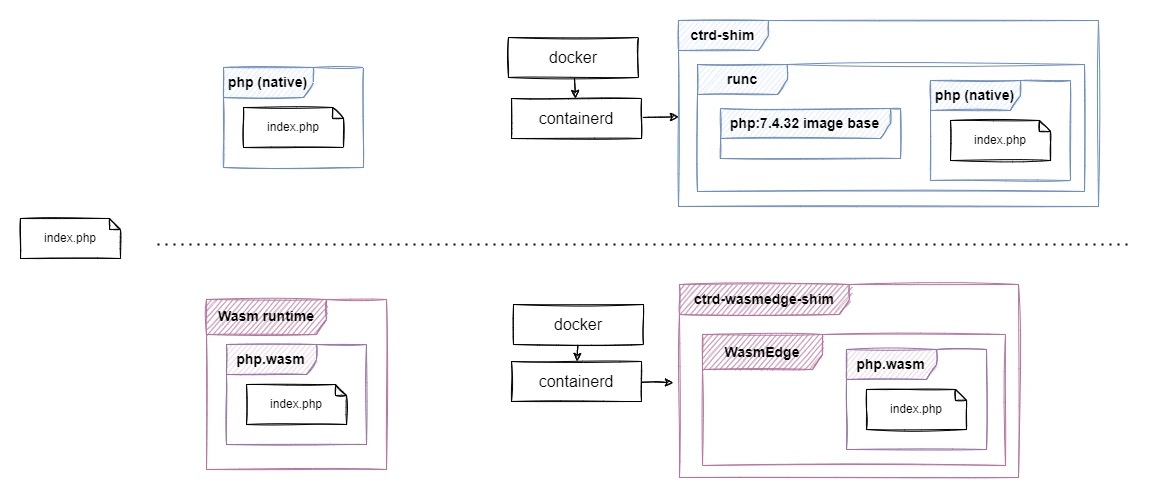 php (native)
index.php
docker
containerd
ctrd-shim
runc
php:7.4.32 image base
php (native)
index.php
index.php
Wasm runtime
php.wasm
index.php
docker
containerd
ctrd-wasmedge-shim
WasmEdge
php.wasm
index.php